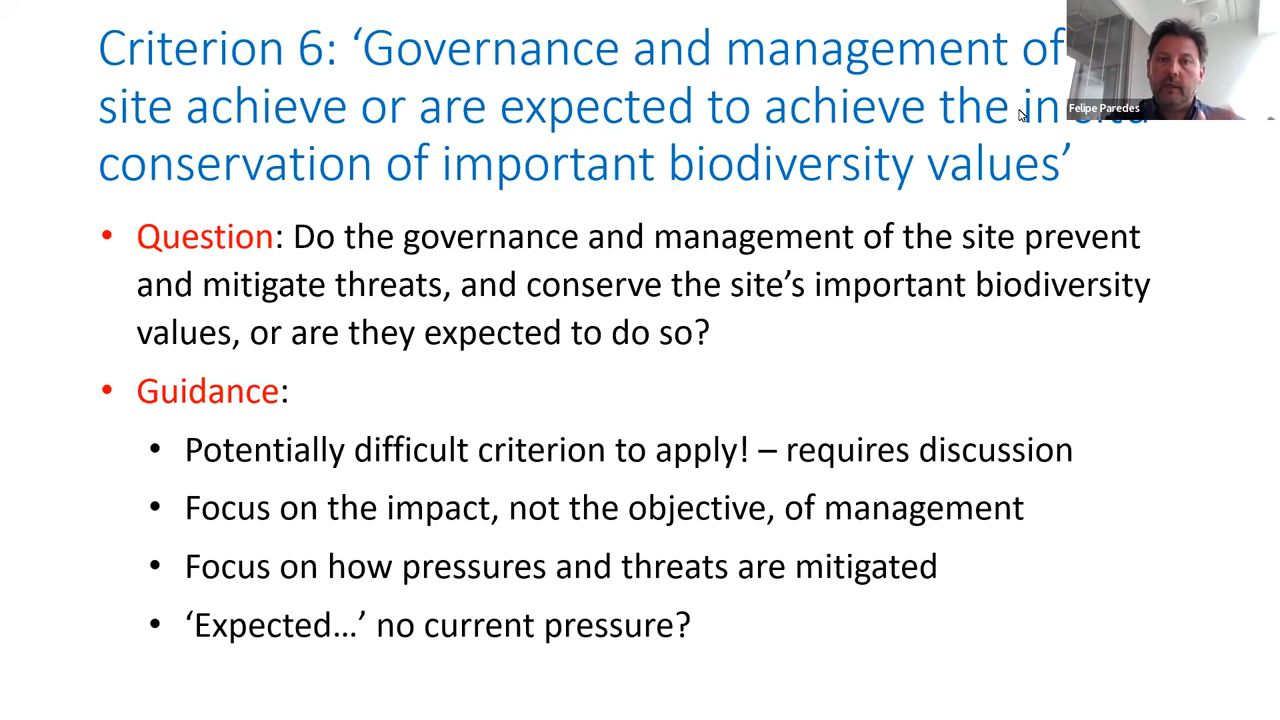 Criterion 6: ‘Governance and management of
site achieve or are expected to achieve the in
conservation of important biodiversity values’
Felipe Paredes
• Question: Do the governance and management of the site prevent
and mitigate threats, and conserve the site’s important biodiversity
values, or are they expected to do so?
• Guidance:
• Potentially difficult criterion to apply! – requires discussion
• Focus on the impact, not the objective, of management
• Focus on how pressures and threats are mitigated
• ‘Expected...’ no current pressure?